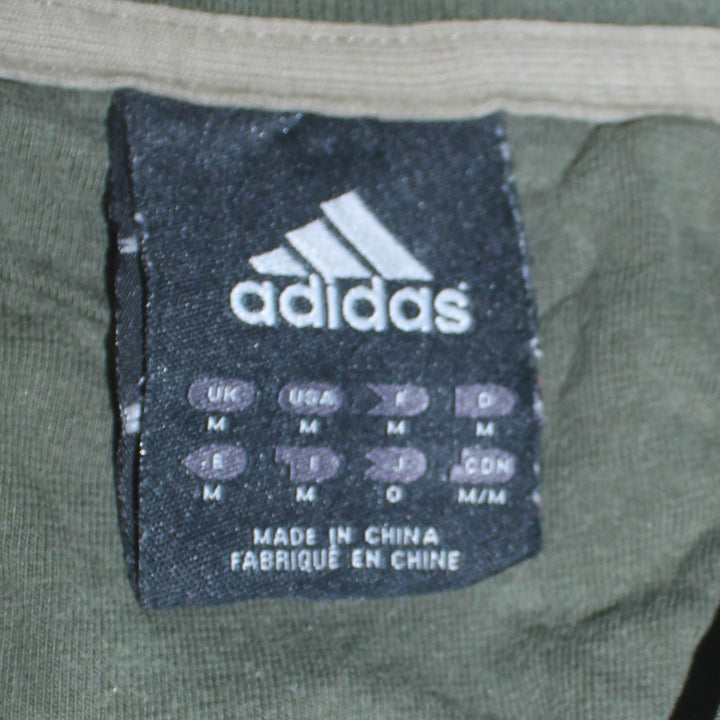 adidas
UK USA F D
M M M M
E I J CDN
M M O M/M
MADE IN CHINA
FABRIQUÉ EN CHINE